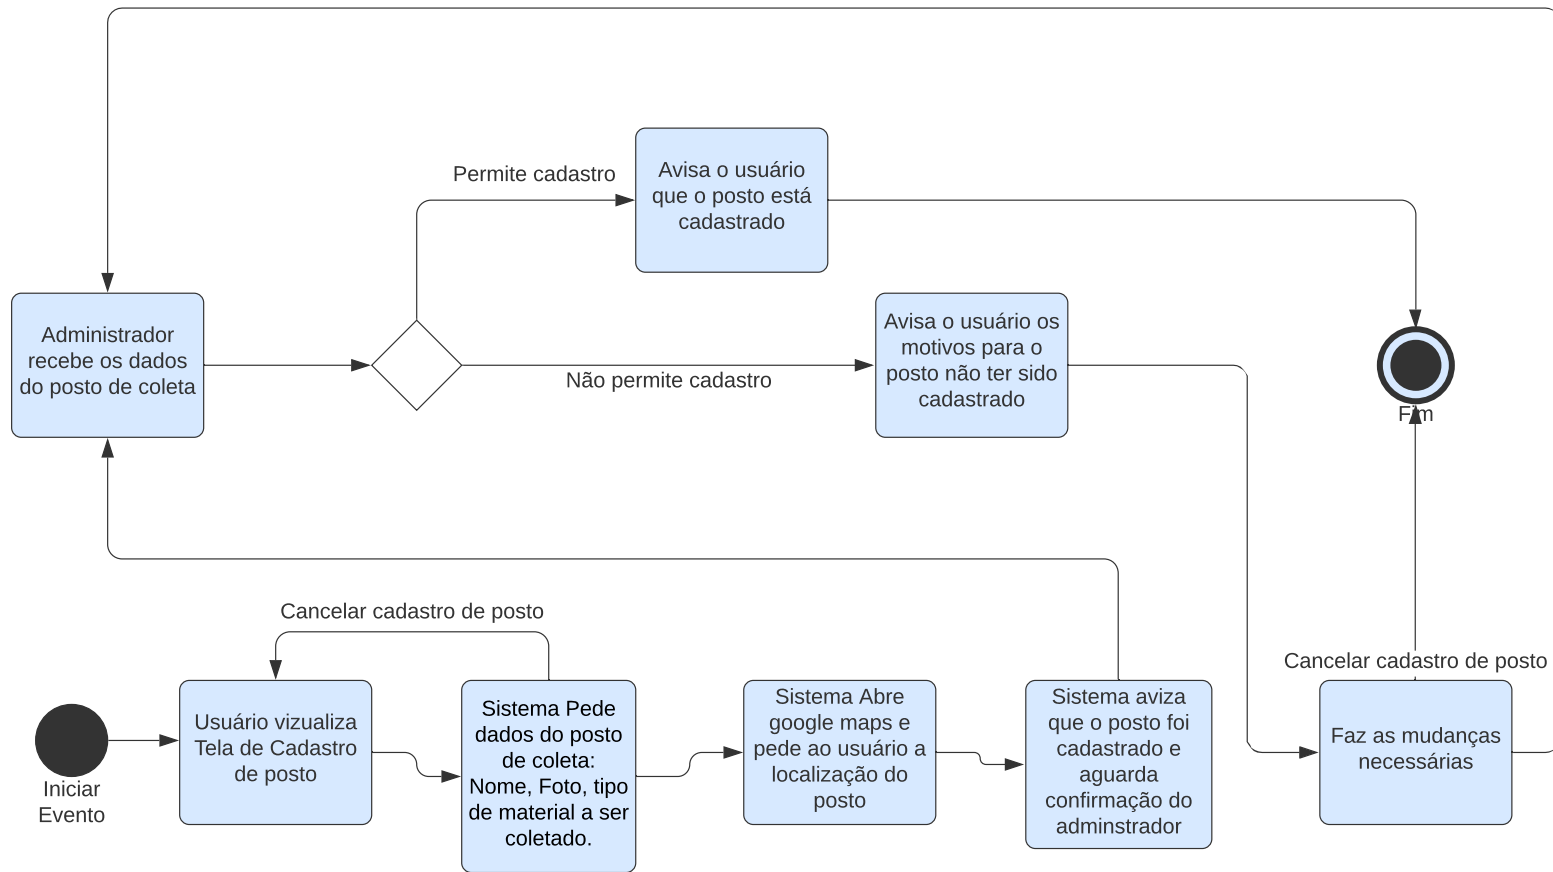 Permite cadastro
Avisa o usuário
que o posto está
cadastrado
Administrador
recebe os dados
do posto de coleta
Não permite cadastro
Avisa o usuário os
motivos para o
posto não ter sido
cadastrado
Fim
Cancelar cadastro de posto
Iniciar
Evento
Usuário vizualiza
Tela de Cadastro
de posto
Sistema Pede
dados do posto
de coleta:
Nome, Foto, tipo
de material a ser
coletado.
Sistema Abre
google maps e
pede ao usuário a
localização do
posto
Sistema aviza
que o posto foi
cadastrado e
aguarda
confirmação do
adminstrador
Cancelar cadastro de posto
Faz as mudanças
necessárias